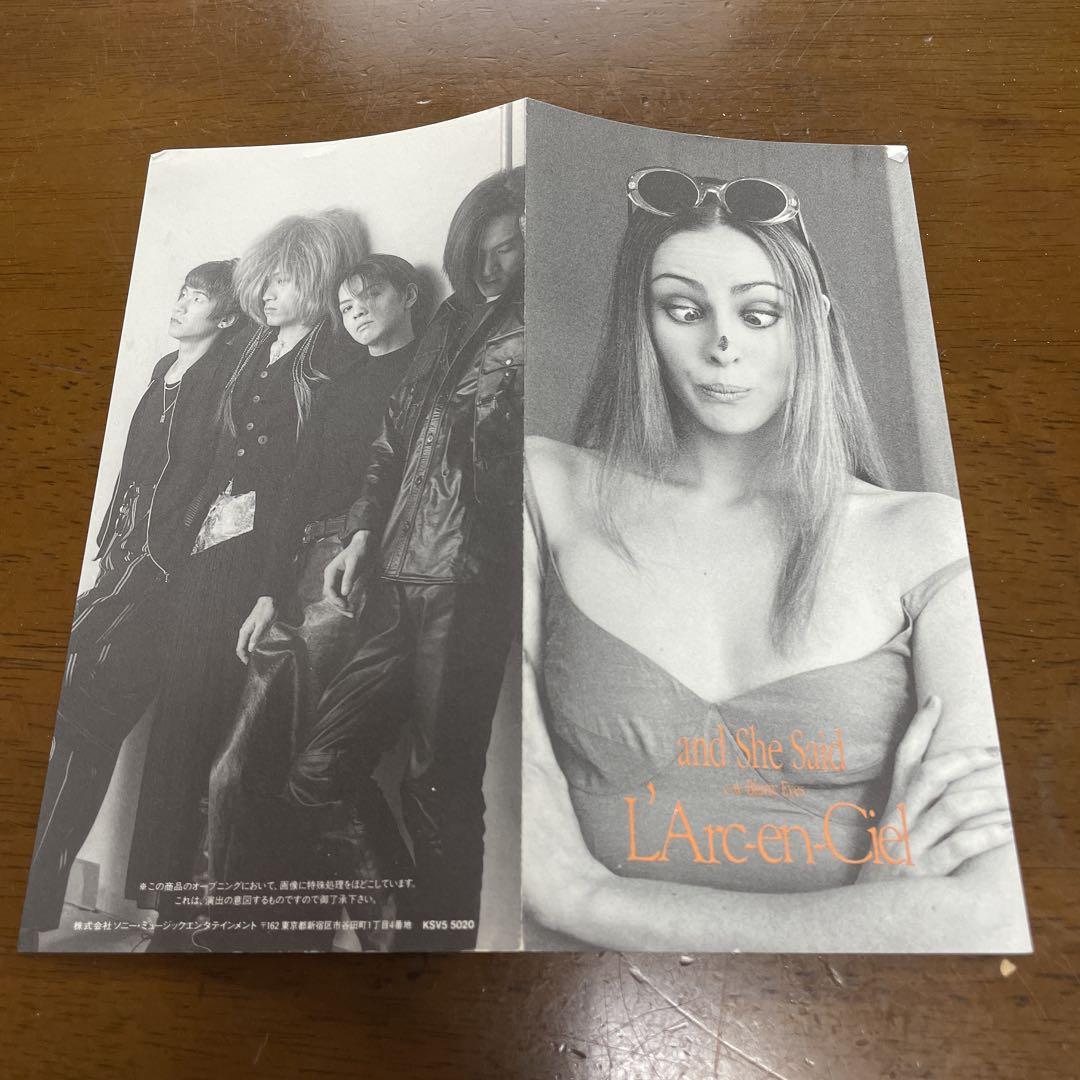 ※この商品のオープニングにおいて、画像に特殊処理をほどこしています。
これは、演出の意図するものですので御了承下さい。
株式会社 ソニー・ミュージックエンタテインメント 〒162 東京都新宿区市谷田町1丁目4番地 KSV5 5020
and She Said
c/w Blurry Eyes
L'Arc-en-Ciel